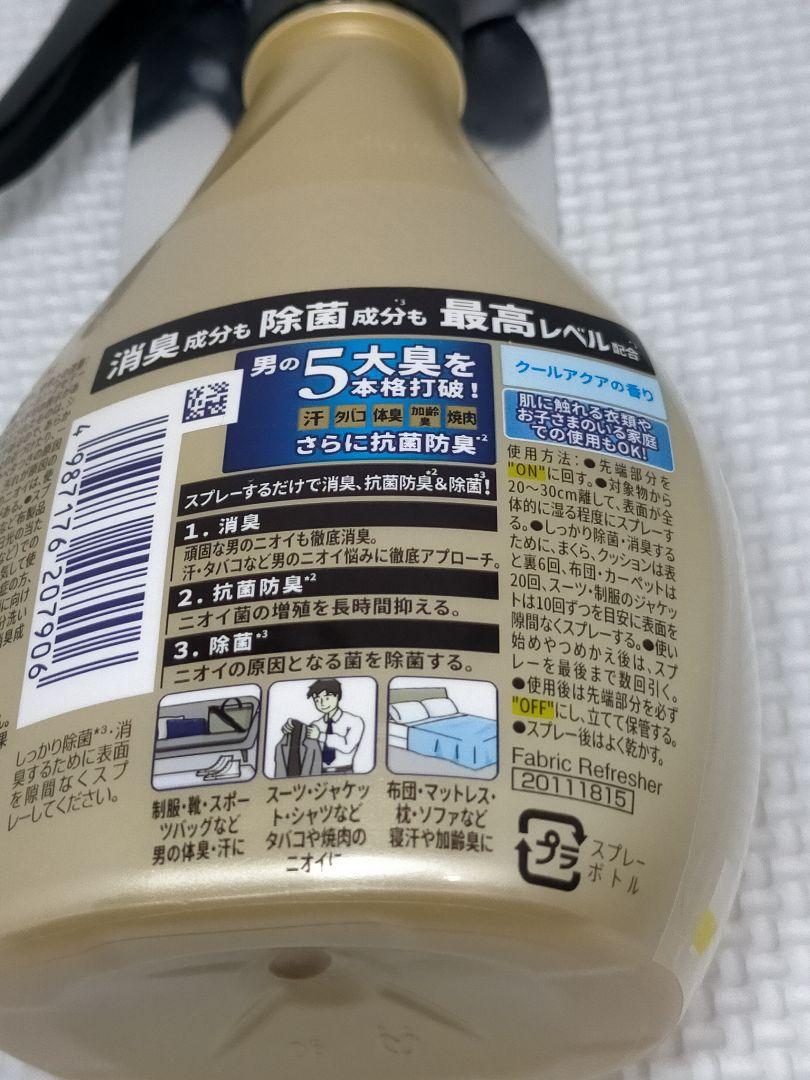 消臭成分も 除菌成分も*3 最高レベル配合
男の5大臭を
本格打破!
汗 タバコ 体臭 加齢臭 焼肉
さらに抗菌防臭*2
クールアクアの香り
肌に触れる衣類や
お子さまのいる家庭
での使用もOK!
スプレーするだけで消臭、抗菌防臭*2&除菌*3!
1. 消臭
頑固な男のニオイも徹底消臭。
汗・タバコなど男のニオイ悩みに徹底アプローチ。
2. 抗菌防臭*2
ニオイ菌の増殖を長時間抑える。
3. 除菌*3
ニオイの原因となる菌を除菌する。
制服・靴・スポー
ツバッグなど
男の体臭・汗に
スーツ・ジャケッ
ト・シャツなど
タバコや焼肉の
ニオイに
布団・マットレス・
枕・ソファなど
寝汗や加齢臭に
使用方法:●先端部分を
"ON"に回す。●対象物から
20〜30cm離して、表面が全
体的に湿る程度にスプレーす
る。●しっかり除菌・消臭する
ために、まくら、クッションは表
と裏6回、布団・カーペットは
20回、スーツ・制服のジャケッ
トは10回ずつを目安に表面を
隙間なくスプレーする。●使い
始めやつめかえ後は、スプ
レーを最後まで数回引く。
●使用後は先端部分を必ず
"OFF"にし、立てて保管する。
●スプレー後はよく乾かす。
Fabric Refresher
20111815
プラ
スプレー
ボトル
4 987176 207906
しっかり除菌*3・消
臭するために表面
を隙間なくスプ
レーしてください。